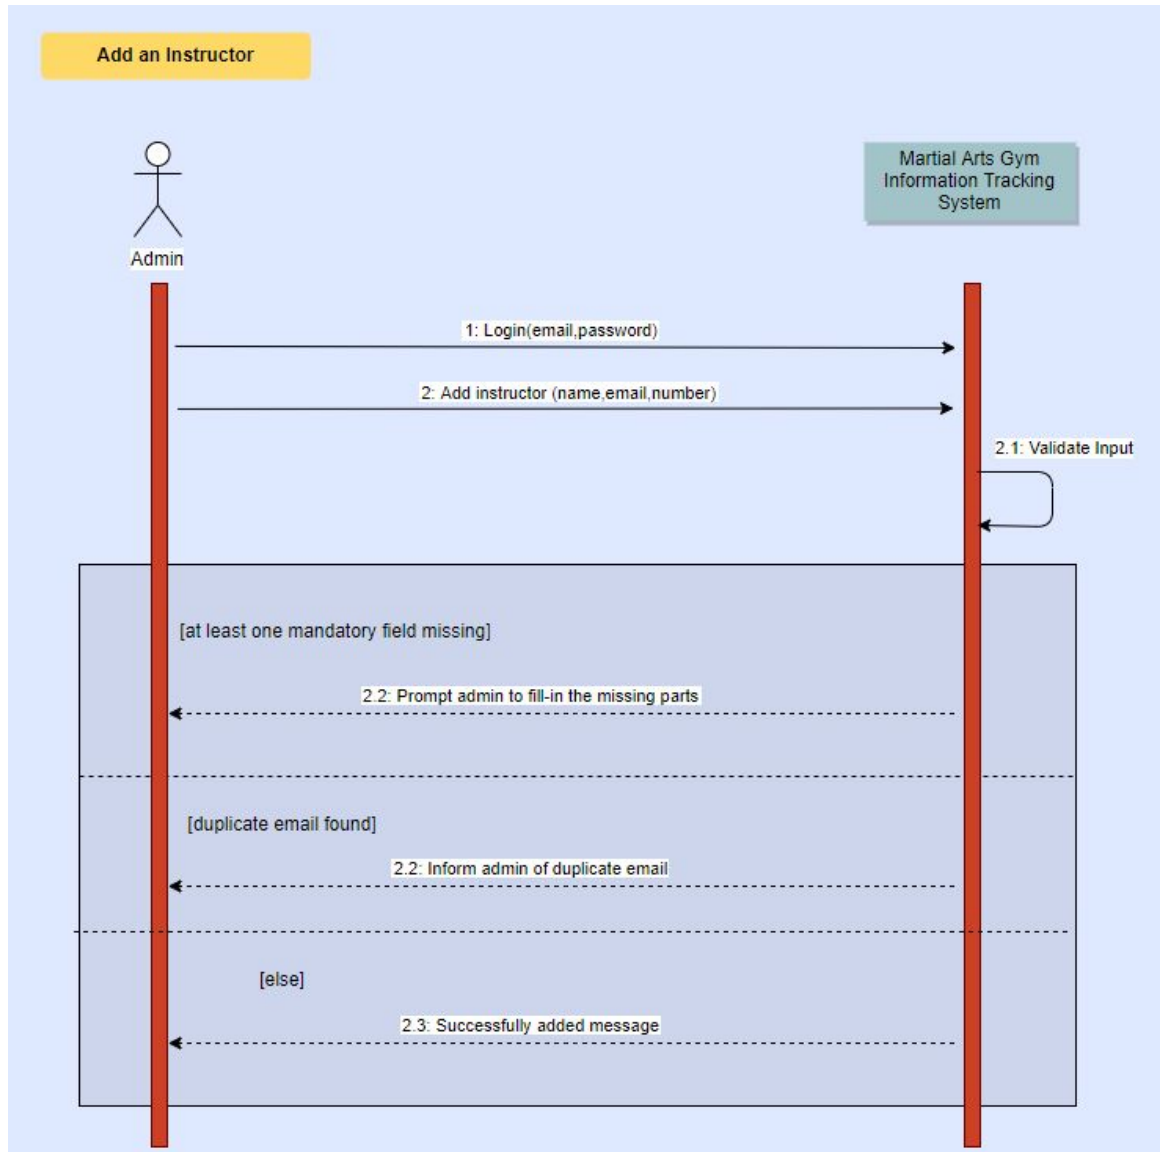 Add an Instructor
Martial Arts Gym
Information Tracking
System
Admin
1: Login(email,password)
2: Add instructor (name,email,number)
2.1: Validate Input
[at least one mandatory field missing]
2.2: Prompt admin to fill-in the missing parts
[duplicate email found]
2.2: Inform admin of duplicate email
[else]
2.3: Successfully added message